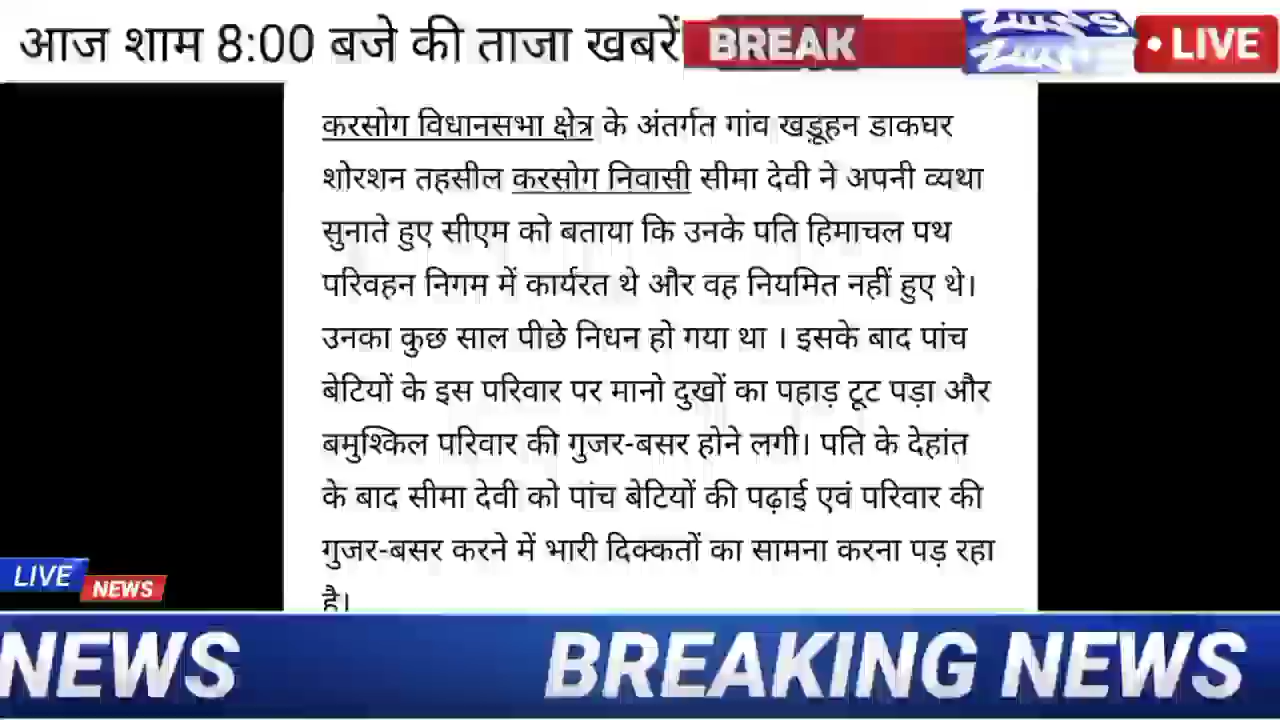 आज शाम 8:00 बजे की ताजा खबरें
BREAK
LIVE
करसोग विधानसभा क्षेत्र के अंतर्गत गांव खड़ूहन डाकघर
शोरशन तहसील करसोग निवासी सीमा देवी ने अपनी व्यथा
सुनाते हुए सीएम को बताया कि उनके पति हिमाचल पथ
परिवहन निगम में कार्यरत थे और वह नियमित नहीं हुए थे।
उनका कुछ साल पीछे निधन हो गया था । इसके बाद पांच
बेटियों के इस परिवार पर मानो दुखों का पहाड़ टूट पड़ा और
बमुश्किल परिवार की गुजर-बसर होने लगी। पति के देहांत
के बाद सीमा देवी को पांच बेटियों की पढ़ाई एवं परिवार की
गुजर-बसर करने में भारी दिक्कतों का सामना करना पड़ रहा
है।
LIVE
NEWS
NEWS BREAKING NEWS